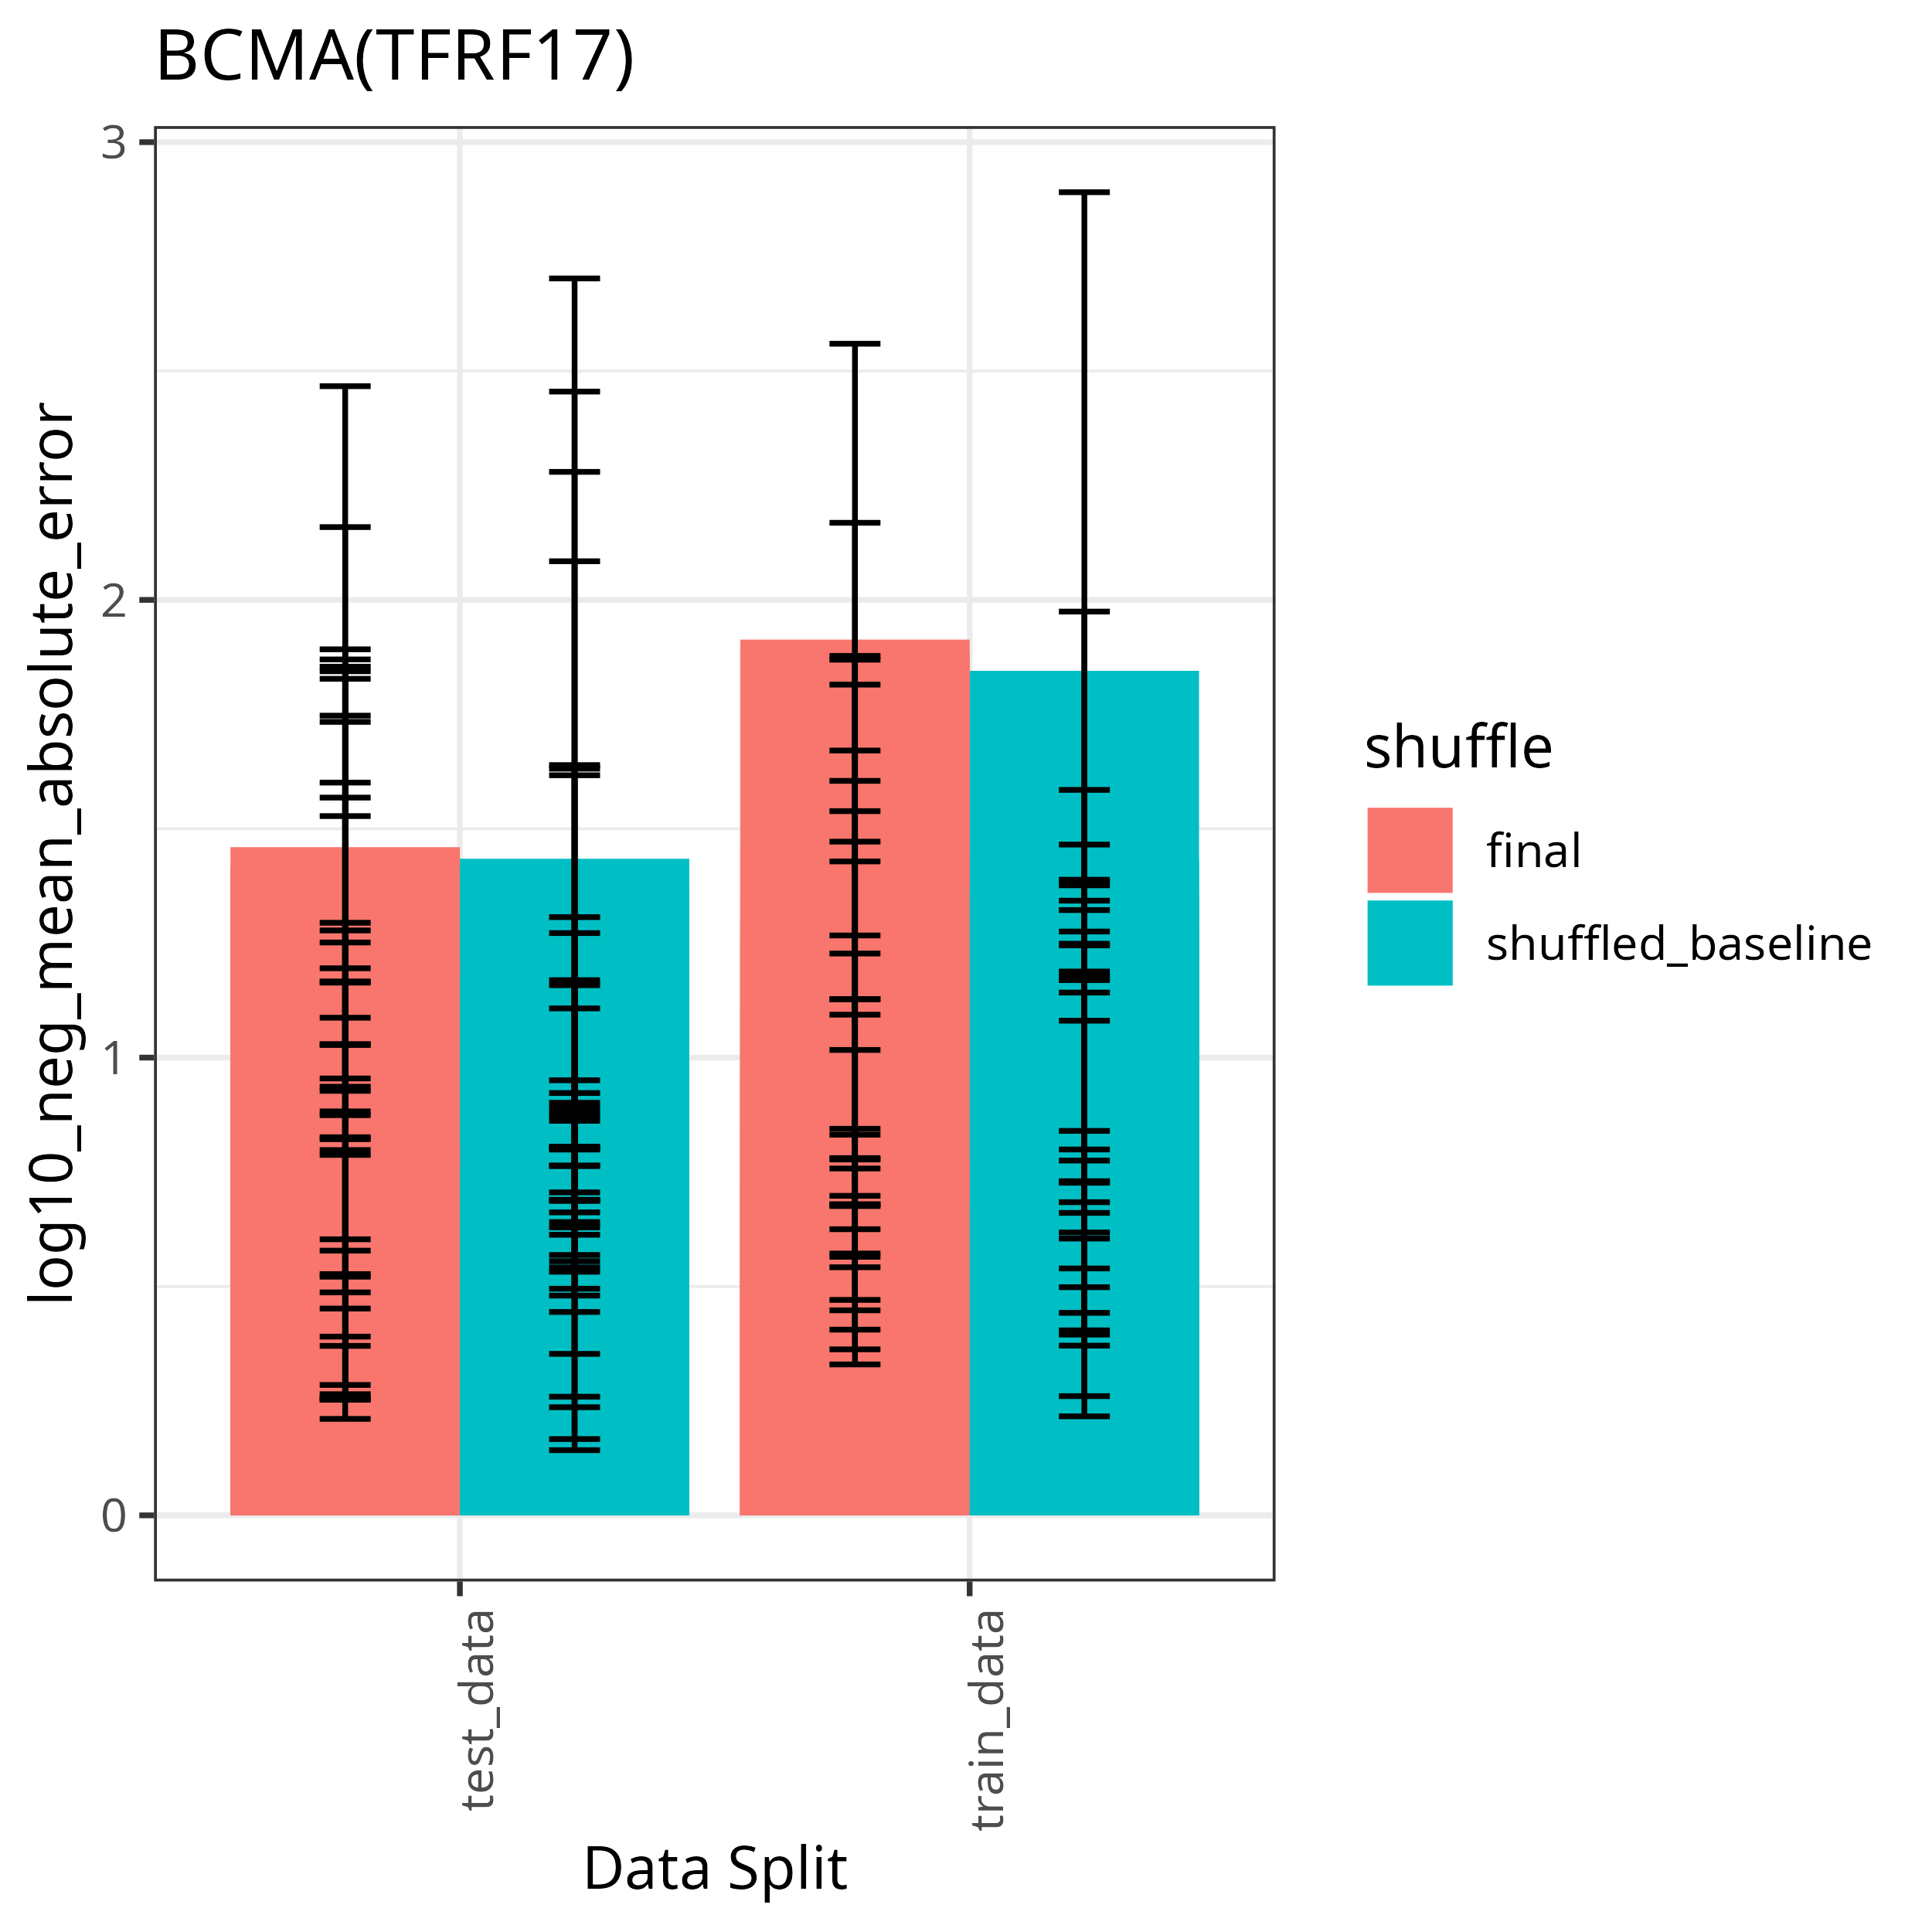 BCMA(TFRF17)
log10_neg_mean_absolute_error
3
2
1
0
test_data
train_data
Data Split
shuffle
final
shuffled_baseline